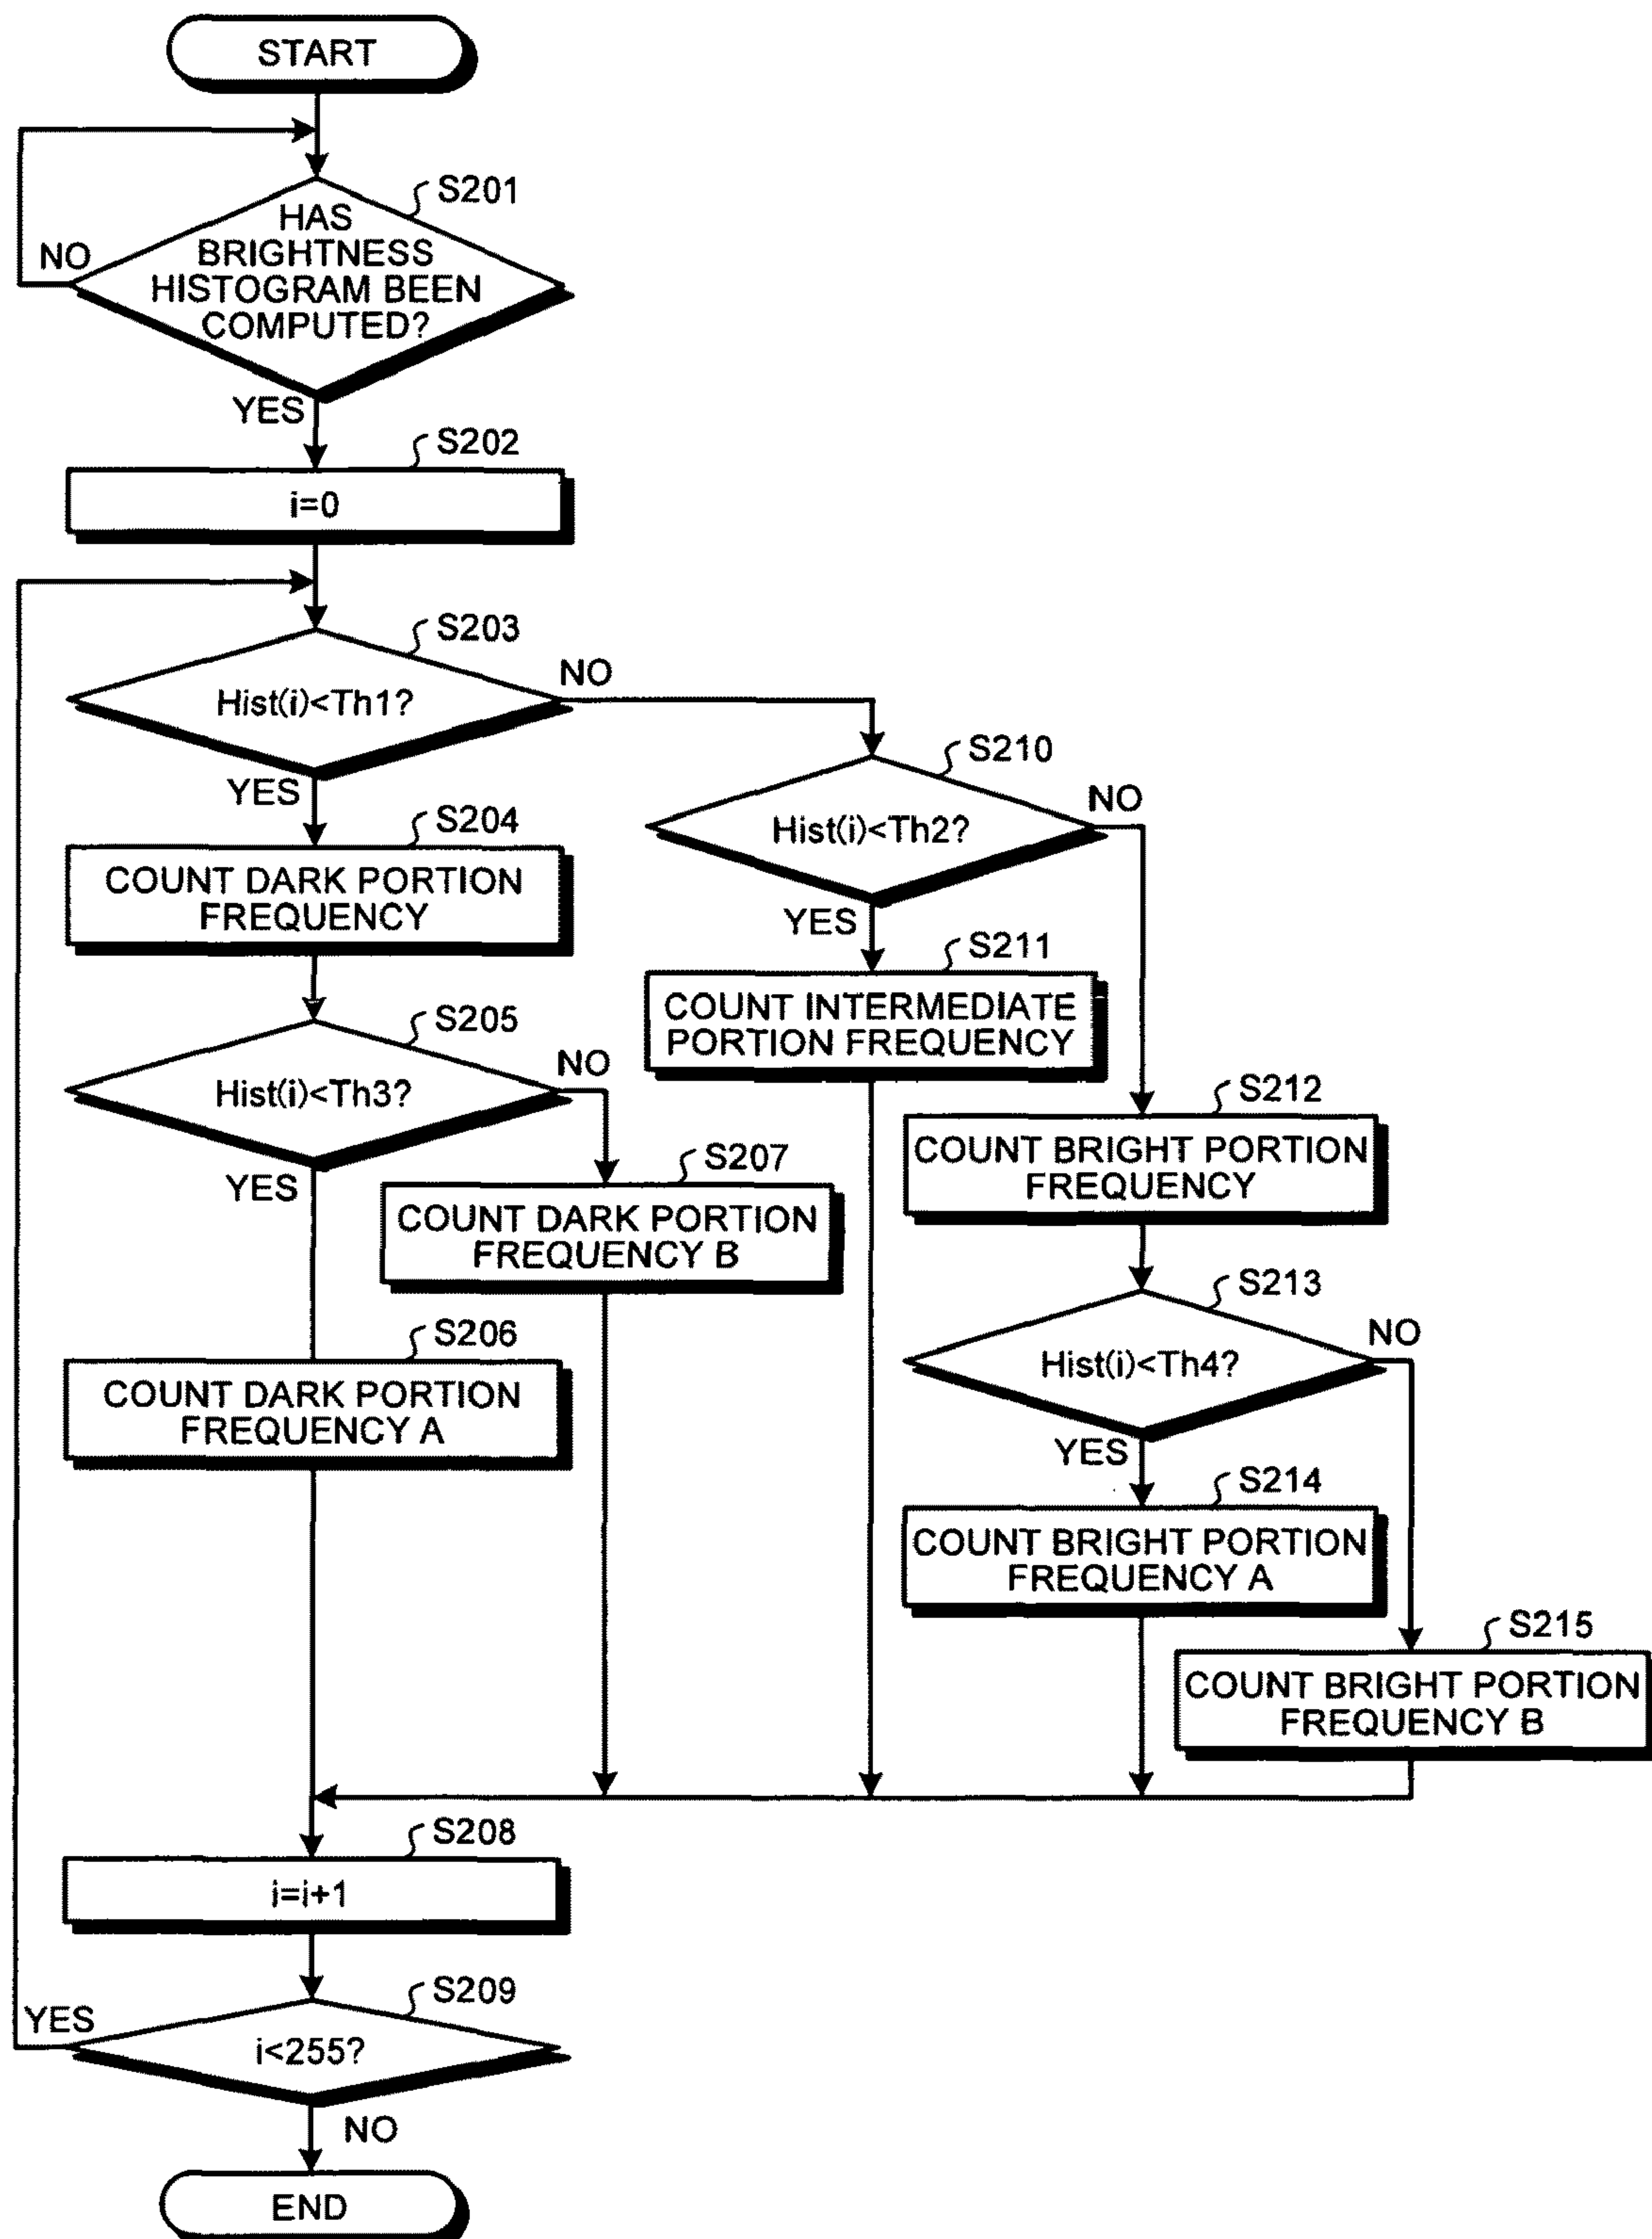 START
S201
HAS
BRIGHTNESS
HISTOGRAM BEEN
COMPUTED?
NO
YES
S202
i=0
S203
Hist(i)<Th1?
NO
YES
S204
COUNT DARK PORTION
FREQUENCY
S205
Hist(i)<Th3?
NO
YES
S207
COUNT DARK PORTION
FREQUENCY B
S206
COUNT DARK PORTION
FREQUENCY A
S210
Hist(i)<Th2?
NO
YES
S211
COUNT INTERMEDIATE
PORTION FREQUENCY
S212
COUNT BRIGHT PORTION
FREQUENCY
S213
Hist(i)<Th4?
NO
YES
S214
COUNT BRIGHT PORTION
FREQUENCY A
S215
COUNT BRIGHT PORTION
FREQUENCY B
S208
i=i+1
S209
i<255?
YES
NO
END